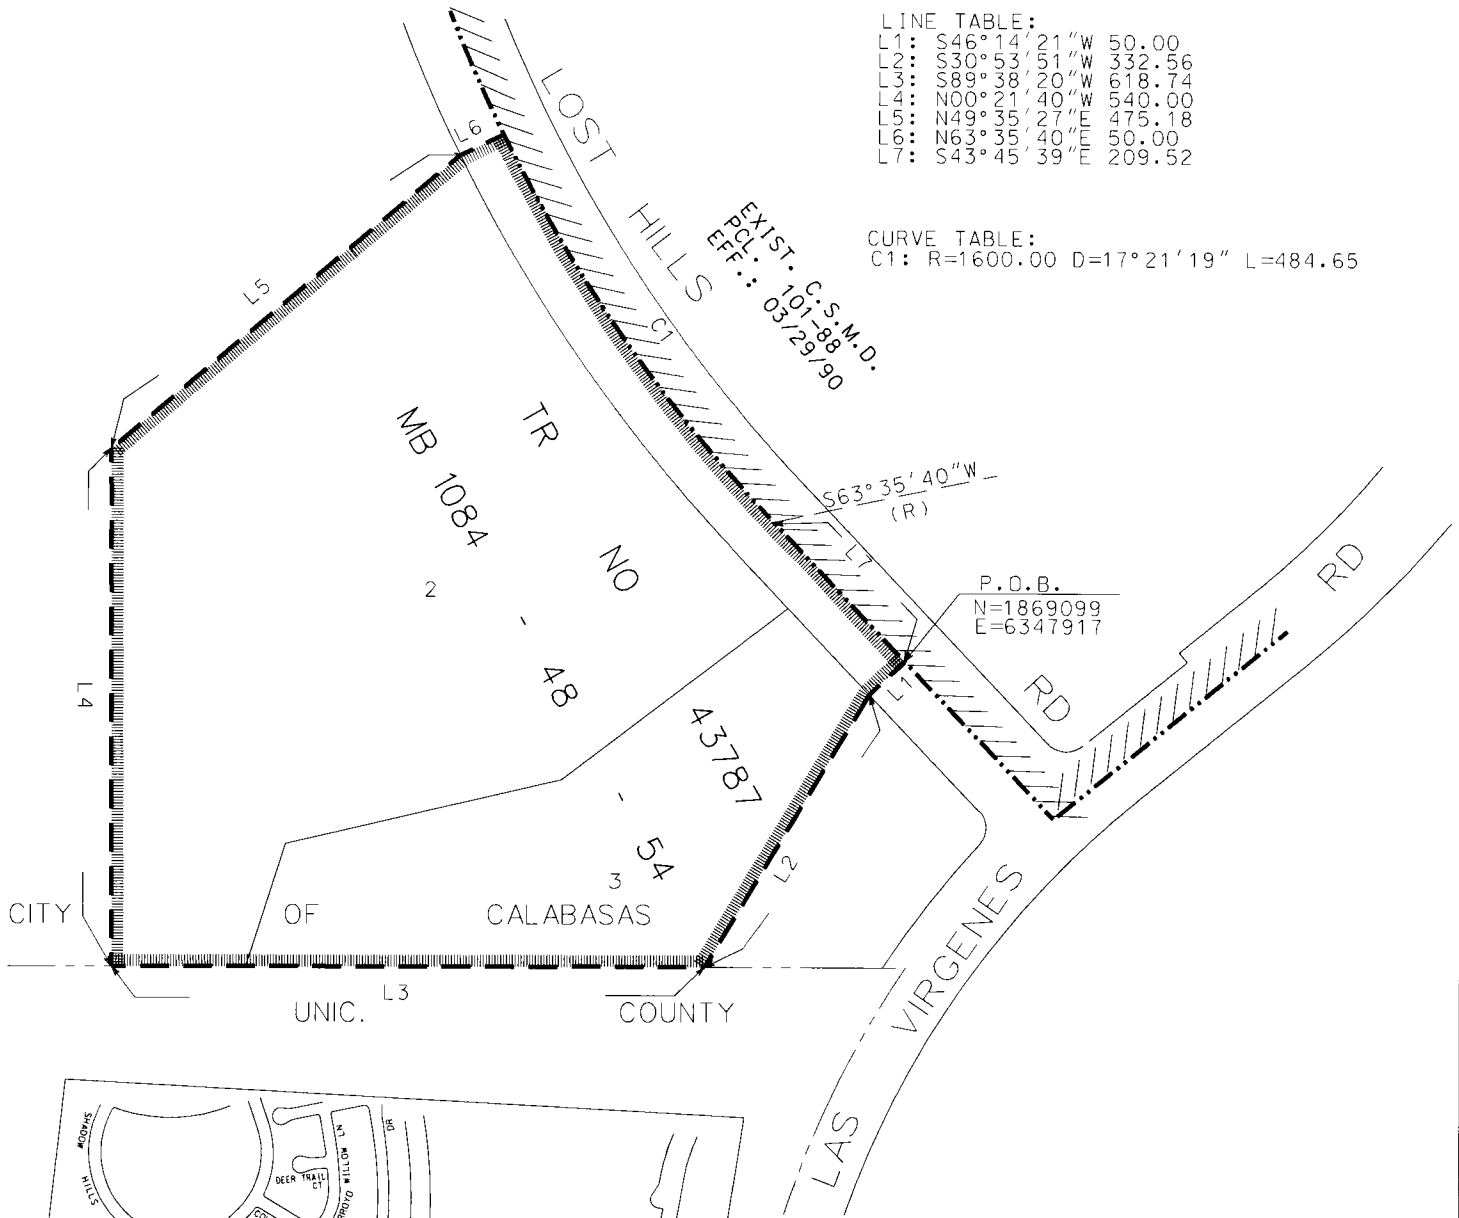 LINE TABLE:
L1: S46°14'21"W 50.00
L2: S30°53'51"W 332.56
L3: S89°38'20"W 618.74
L4: N00°21'40"W 540.00
L5: N49°35'27"E 475.18
L6: N63°35'40"E 50.00
L7: S43°45'39"E 209.52
CURVE TABLE:
C1: R=1600.00 D=17°21'19" L=484.65
LOST HILLS RD
EXIST. C.S.M.D.
PCL. 101-88
EFF.: 03/29/90
L6
L5
C1
TR NO 43787
MB 1084 - 48 - 54
S63°35'40"W
(R)
L7
P.O.B.
N=1869099
E=6347917
2
L4
L1
L2
3
CITY OF CALABASAS
L3
UNIC. COUNTY
LAS VIRGENES RD
SHADOW HILLS
DEER TRAIL
CT
WILLOW LN
RD